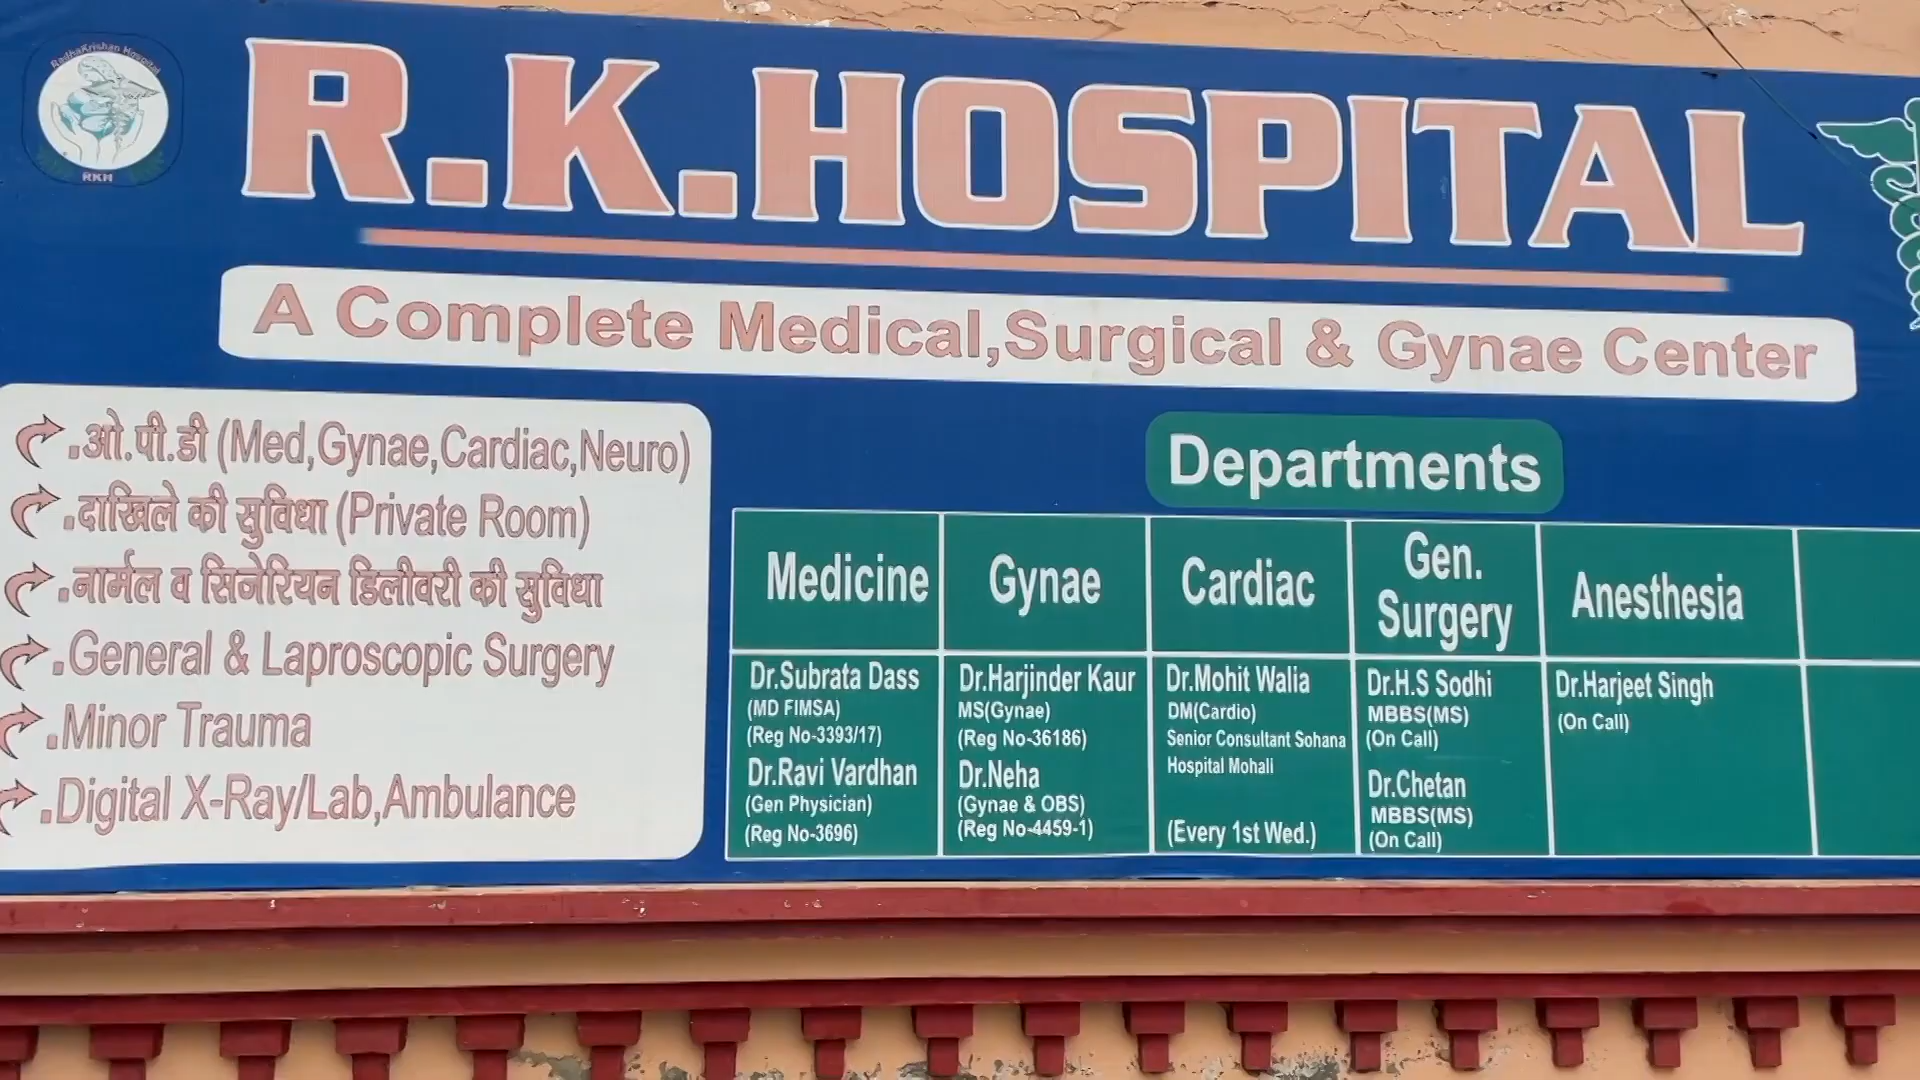 RadhaKrishan Hospital
RKH
R.K.HOSPITAL
A Complete Medical,Surgical & Gynae Center
.ओ.पी.डी (Med,Gynae,Cardiac,Neuro)
.दाखिले की सुविधा (Private Room)
.नार्मल व सिजेरियन डिलीवरी की सुविधा
.General & Laproscopic Surgery
.Minor Trauma
.Digital X-Ray/Lab,Ambulance
Departments
Medicine
Dr.Subrata Dass
(MD FIMSA)
(Reg No-3393/17)
Dr.Ravi Vardhan
(Gen Physician)
(Reg No-3696)
Gynae
Dr.Harjinder Kaur
MS(Gynae)
(Reg No-36186)
Dr.Neha
(Gynae & OBS)
(Reg No-4459-1)
Cardiac
Dr.Mohit Walia
DM(Cardio)
Senior Consultant Sohana
Hospital Mohali
(Every 1st Wed.)
Gen.
Surgery
Dr.H.S Sodhi
MBBS(MS)
(On Call)
Dr.Chetan
MBBS(MS)
(On Call)
Anesthesia
Dr.Harjeet Singh
(On Call)